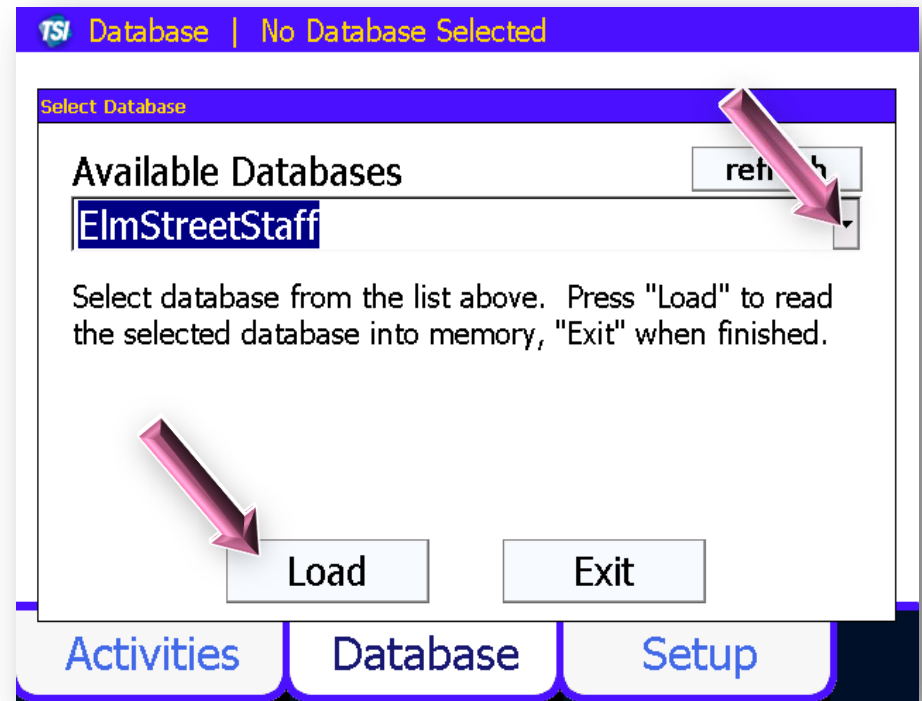 TSI Database | No Database Selected
Select Database
Available Databases
ElmStreetStaff
Select database from the list above. Press "Load" to read
the selected database into memory, "Exit" when finished.
Load Exit
Activities Database Setup